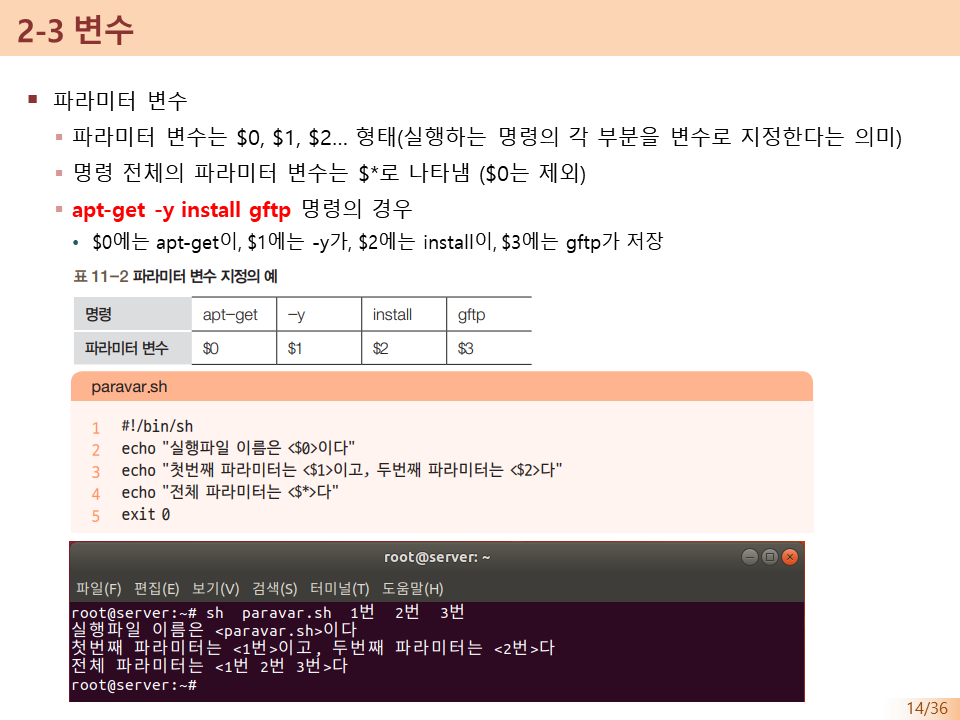 2-3 변수
파라미터 변수
파라미터 변수는 $0, $1, $2... 형태(실행하는 명령의 각 부분을 변수로 지정한다는 의미)
명령 전체의 파라미터 변수는 $*로 나타냄 ($0는 제외)
apt-get -y install gftp 명령의 경우
$0에는 apt-get이, $1에는 -y가, $2에는 install이, $3에는 gftp가 저장
표 11-2 파라미터 변수 지정의 예
명령 apt-get -y install gftp
파라미터 변수 $0 $1 $2 $3
paravar.sh
1 #!/bin/sh
2 echo "실행파일 이름은 <$0>이다"
3 echo "첫번째 파라미터는 <$1>이고, 두번째 파라미터는 <$2>다"
4 echo "전체 파라미터는 <$*>다"
5 exit 0
root@server: ~
파일(F) 편집(E) 보기(V) 검색(S) 터미널(T) 도움말(H)
root@server:~# sh paravar.sh 1번 2번 3번
실행파일 이름은 <paravar.sh>이다
첫번째 파라미터는 <1번>이고, 두번째 파라미터는 <2번>다
전체 파라미터는 <1번 2번 3번>다
root@server:~#
14/36